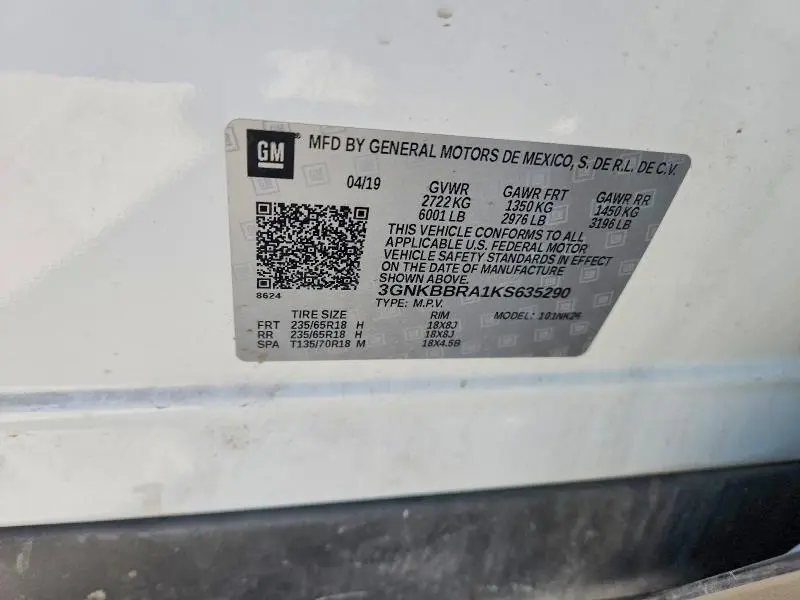 GM ® MFD BY GENERAL MOTORS DE MEXICO, S. DE R.L. DE C.V.
04/19 GVWR GAWR FRT GAWR RR
2722 KG 1350 KG 1450 KG
6001 LB 2976 LB 3196 LB
THIS VEHICLE CONFORMS TO ALL
APPLICABLE U.S. FEDERAL MOTOR
VEHICLE SAFETY STANDARDS IN EFFECT
ON THE DATE OF MANUFACTURE
SHOWN ABOVE.
8624 3GNKBBRA1KS635290
TYPE: M.P.V. MODEL: 101NK26
TIRE SIZE RIM
FRT 235/65R18 H 18X8J
RR 235/65R18 H 18X8J
SPA T135/70R18 M 18X4.5B